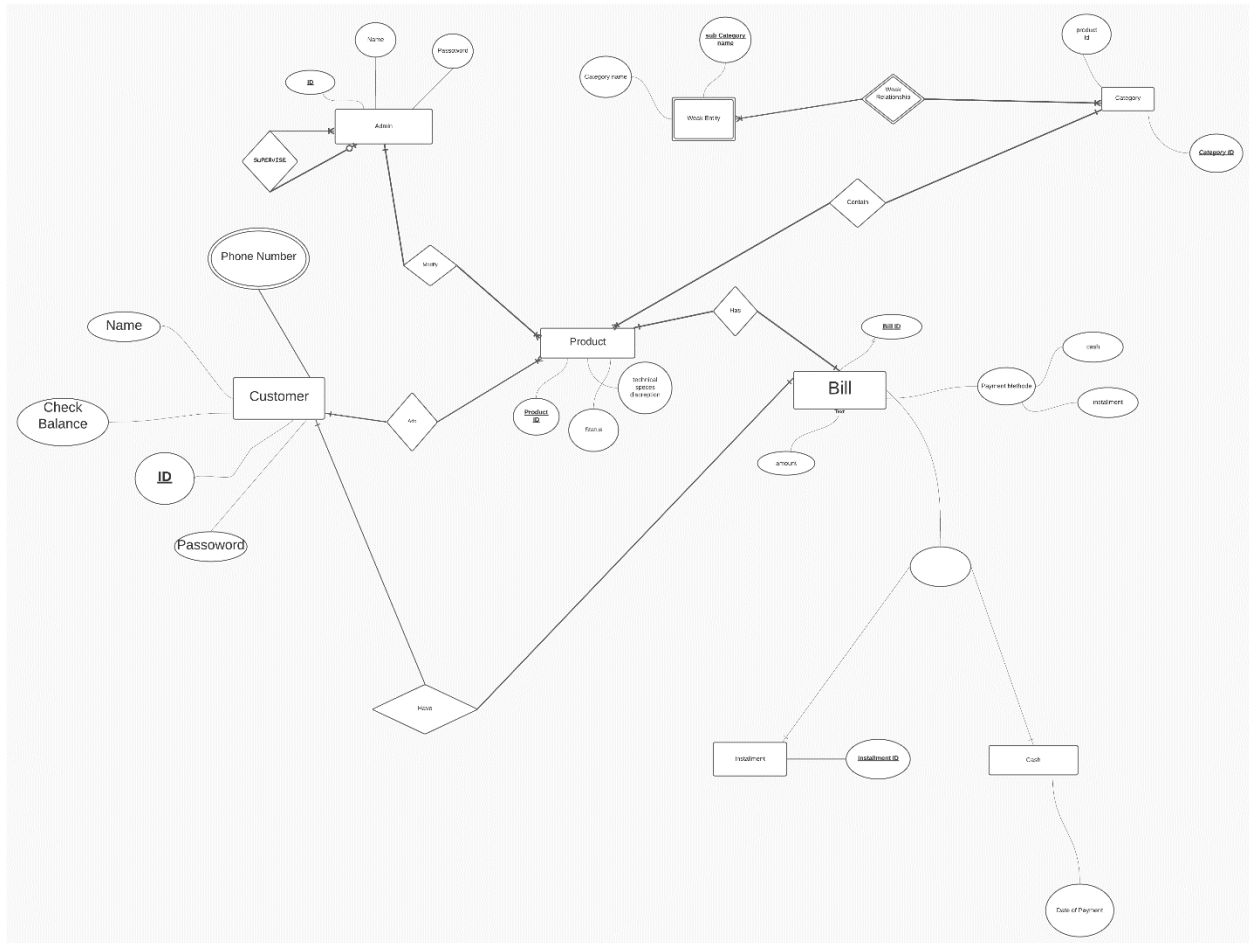 Name
Passoword
ID
Admin
SUPERVISE
sub Category
name
Category name
Weak Entity
Weak
Relationship
product
id
Category
Category ID
Contain
Phone Number
Modify
Name
Product
Has
Bill ID
cash
Payment Methode
installment
Bill
technical
speces
discreption
Customer
Check
Balance
Product
ID
Status
amount
ID
Passoword
Have
Installment
Installment ID
Cash
Date of Payment